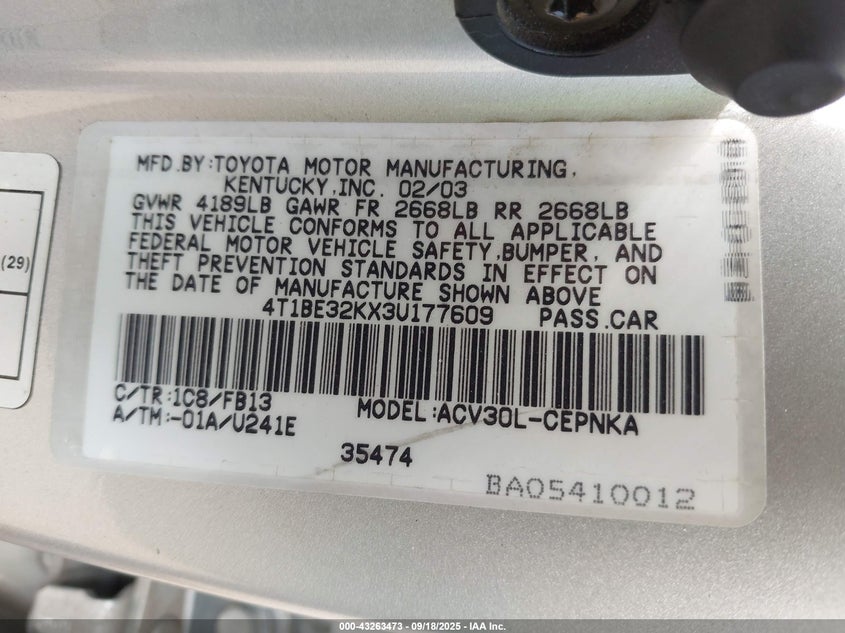 MFD.BY:TOYOTA MOTOR MANUFACTURING,
KENTUCKY,INC. 02/03
GVWR 4189LB GAWR FR 2668LB RR 2668LB
THIS VEHICLE CONFORMS TO ALL APPLICABLE
FEDERAL MOTOR VEHICLE SAFETY,BUMPER, AND
THEFT PREVENTION STANDARDS IN EFFECT ON
THE DATE OF MANUFACTURE SHOWN ABOVE
4T1BE32KX3U177609 PASS.CAR
C/TR:1C8/FB13 MODEL:ACV30L-CEPNKA
A/TM:-01A/U241E
35474
BA05410012
(29)
000-43263473 - 09/18/2025 - IAA Inc.